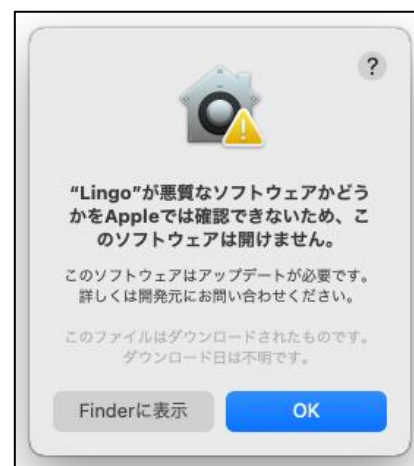 ?
“Lingo”が悪質なソフトウェアかどう
かをAppleでは確認できないため、こ
のソフトウェアは開けません。
このソフトウェアはアップデートが必要です。
詳しくは開発元にお問い合わせください。
このファイルはダウンロードされたものです。
ダウンロード日は不明です。
Finderに表示
OK